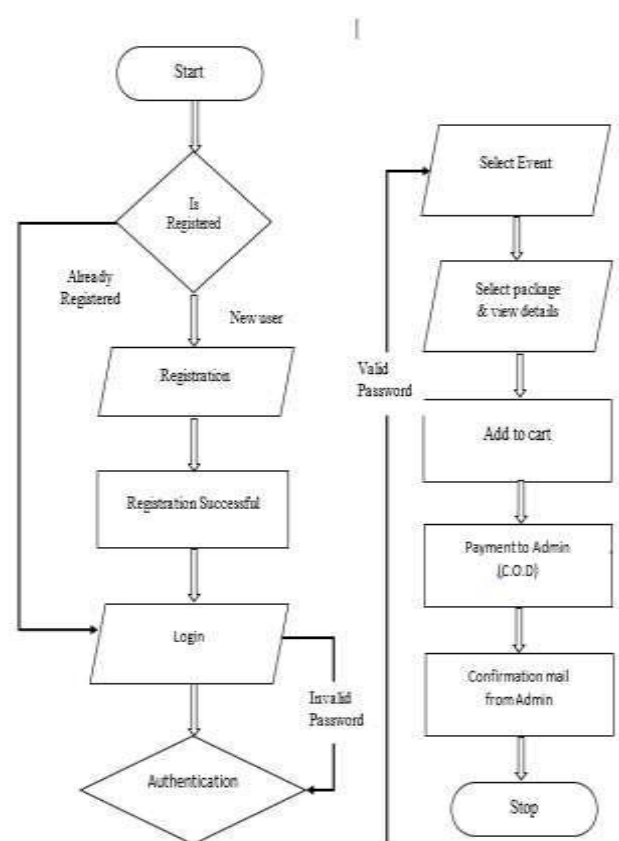 Start
Is
Registered
Already
Registered
New user
Registration
Registration Successful
Login
Invalid
Password
Authentication
Valid
Password
Select Event
Select package
& view details
Add to cart
Payment to Admin
(C.O.D)
Confirmation mail
from Admin
Stop